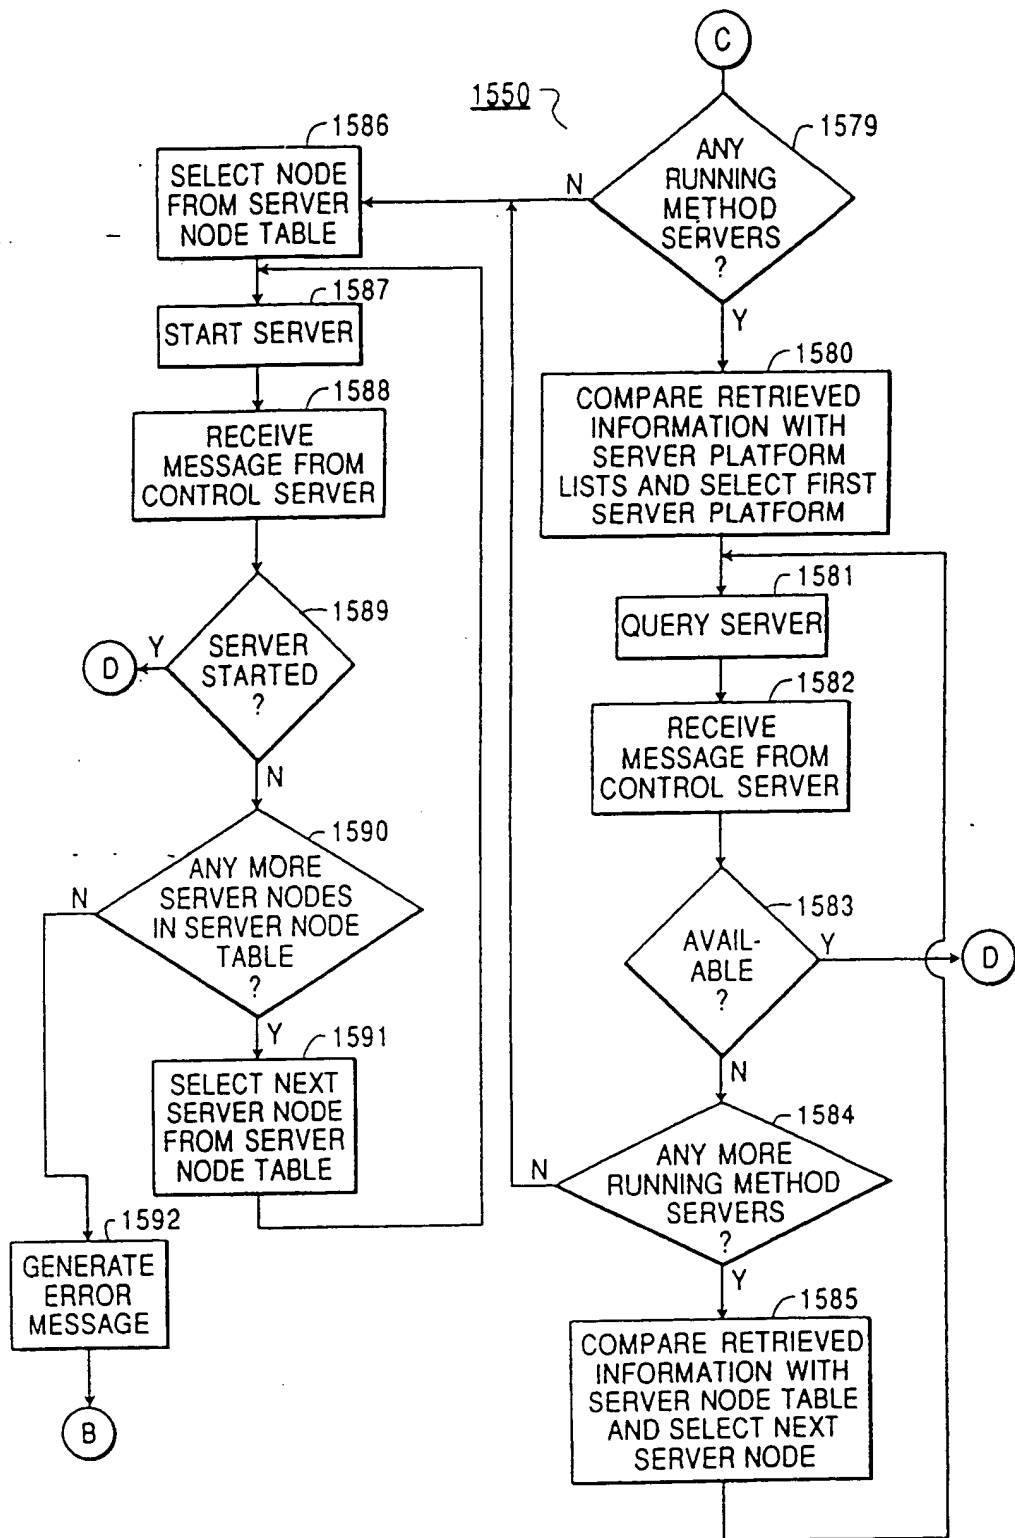 C
1550
1579
ANY
RUNNING
METHOD
SERVERS
?
N
Y
1586
SELECT NODE
FROM SERVER
NODE TABLE
1587
START SERVER
1588
RECEIVE
MESSAGE FROM
CONTROL SERVER
1589
SERVER
STARTED
?
Y
D
N
1590
ANY MORE
SERVER NODES
IN SERVER NODE
TABLE
?
N
Y
1591
SELECT NEXT
SERVER NODE
FROM SERVER
NODE TABLE
1592
GENERATE
ERROR
MESSAGE
B
1580
COMPARE RETRIEVED
INFORMATION WITH
SERVER PLATFORM
LISTS AND SELECT FIRST
SERVER PLATFORM
1581
QUERY SERVER
1582
RECEIVE
MESSAGE FROM
CONTROL SERVER
1583
AVAIL-
ABLE
?
Y
D
N
1584
ANY MORE
RUNNING METHOD
SERVERS
?
N
Y
1585
COMPARE RETRIEVED
INFORMATION WITH
SERVER NODE TABLE
AND SELECT NEXT
SERVER NODE